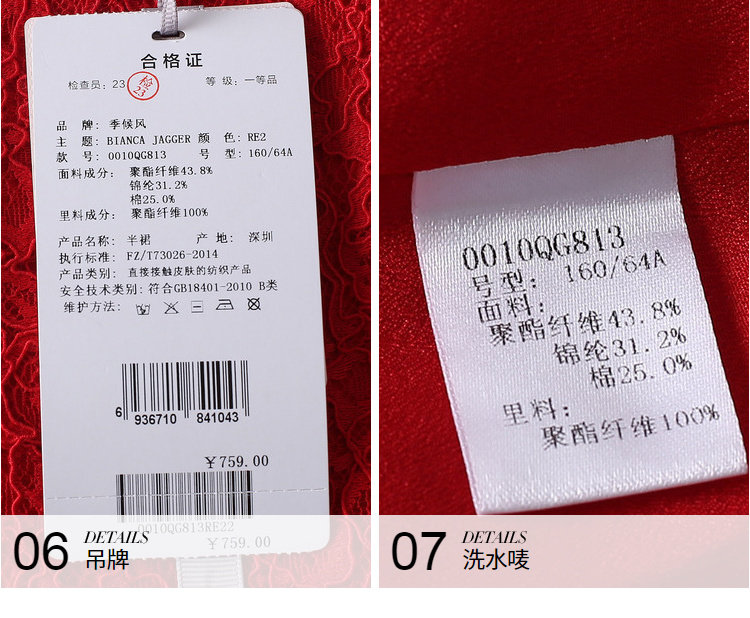 合格证
检查员: 23 检 23 等 级: 一等品
品 牌: 季候风
主 题: BIANCA JAGGER 颜 色: RE2
款 号: 0010QG813 号 型: 160/64A
面料成分: 聚酯纤维43.8%
锦纶31.2%
棉25.0%
里料成分: 聚酯纤维100%
产品名称: 半裙 产 地: 深圳
执行标准: FZ/T73026-2014
产品类别: 直接接触皮肤的纺织产品
安全技术类别: 符合GB18401-2010 B类
维护方法:
6 936710 841043
￥759.00
0010QG813RE22
￥759.00
06 DETAILS
吊牌
0010QG813
号型: 160/64A
面料:
聚酯纤维43.8%
锦纶31.2%
棉25.0%
里料:
聚酯纤维100%
07 DETAILS
洗水唛